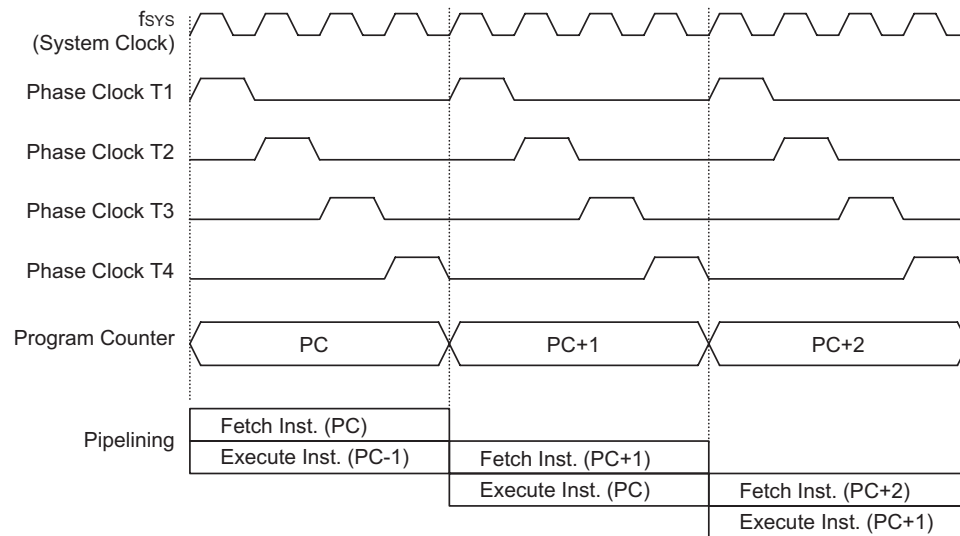 fSYS
(System Clock)
Phase Clock T1
Phase Clock T2
Phase Clock T3
Phase Clock T4
Program Counter
PC
PC+1
PC+2
Pipelining
Fetch Inst. (PC)
Execute Inst. (PC-1)
Fetch Inst. (PC+1)
Execute Inst. (PC)
Fetch Inst. (PC+2)
Execute Inst. (PC+1)